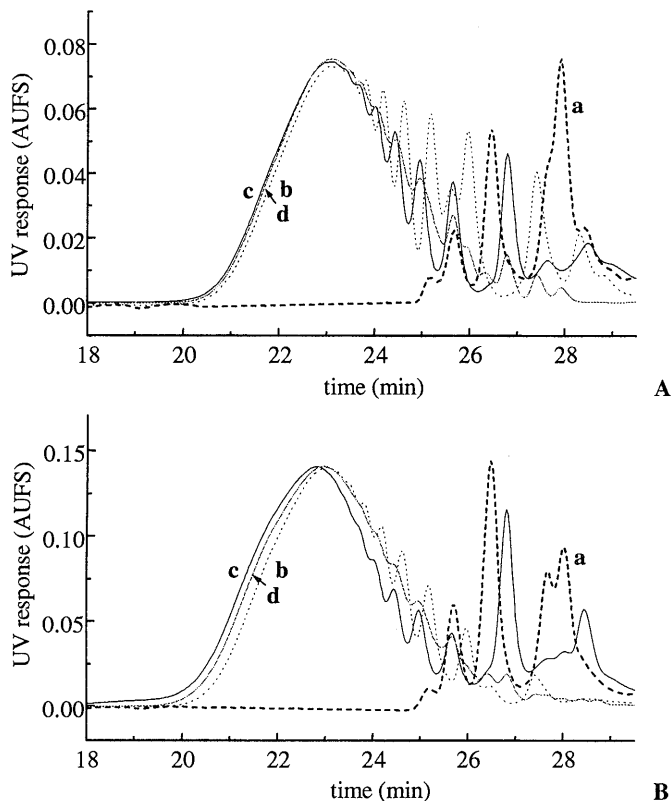 0.08
0.06
0.04
0.02
0.00
UV response (AUFS)
a
c b
d
18 20 22 24 26 28
time (min)
A
0.15
0.10
0.05
0.00
UV response (AUFS)
a
c b
d
18 20 22 24 26 28
time (min)
B